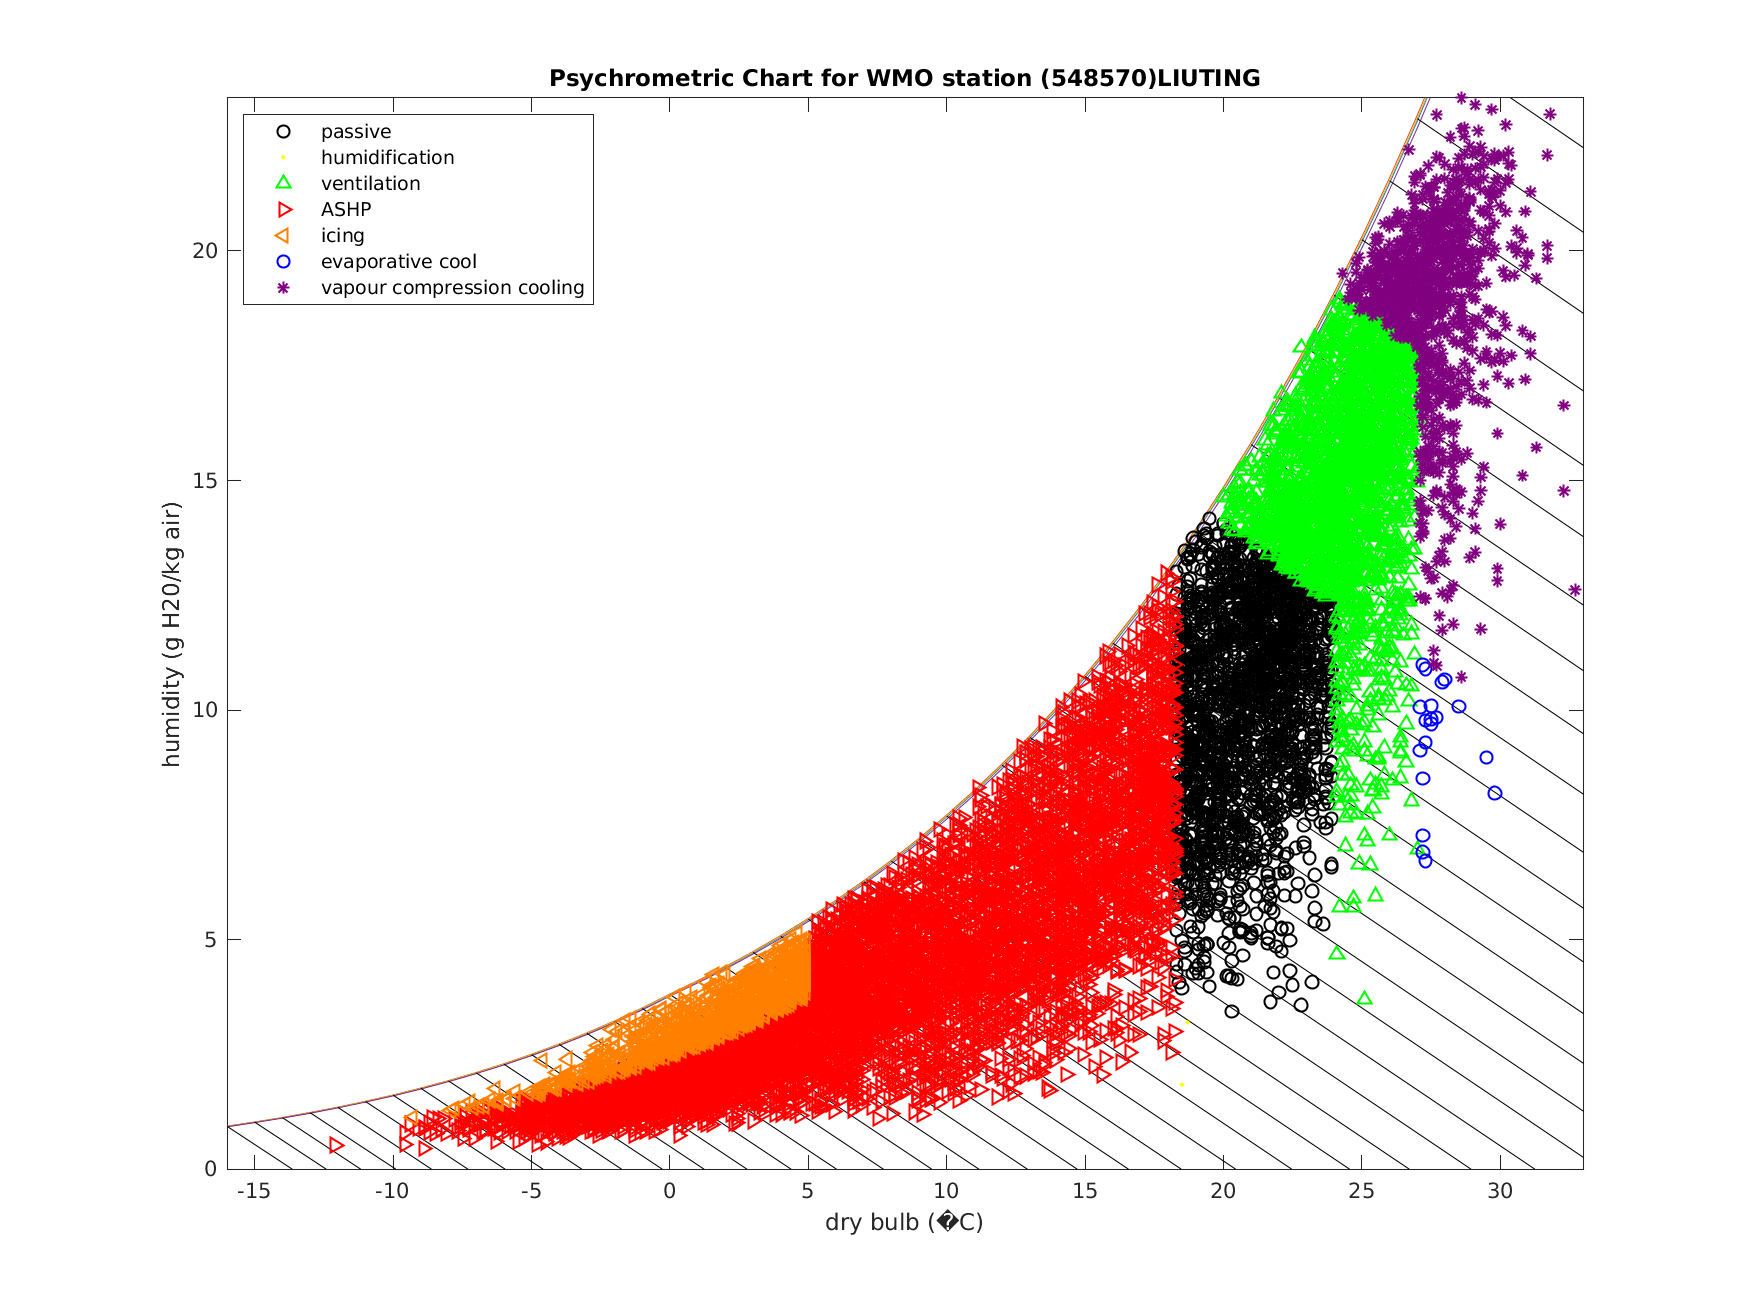 Psychrometric Chart for WMO station (548570)LIUTING
passive
humidification
ventilation
ASHP
icing
evaporative cool
vapour compression cooling
humidity (g H20/kg air)
20
15
10
5
0
-15 -10 -5 0 5 10 15 20 25 30
dry bulb (�C)